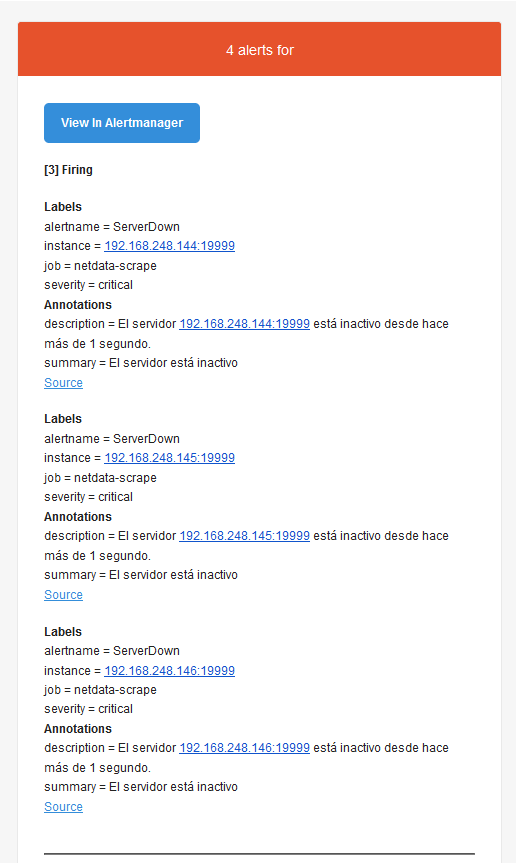 4 alerts for
View In Alertmanager
[3] Firing
Labels
alertname = ServerDown
instance = 192.168.248.144:19999
job = netdata-scrape
severity = critical
Annotations
description = El servidor 192.168.248.144:19999 está inactivo desde hace
más de 1 segundo.
summary = El servidor está inactivo
Source
Labels
alertname = ServerDown
instance = 192.168.248.145:19999
job = netdata-scrape
severity = critical
Annotations
description = El servidor 192.168.248.145:19999 está inactivo desde hace
más de 1 segundo.
summary = El servidor está inactivo
Source
Labels
alertname = ServerDown
instance = 192.168.248.146:19999
job = netdata-scrape
severity = critical
Annotations
description = El servidor 192.168.248.146:19999 está inactivo desde hace
más de 1 segundo.
summary = El servidor está inactivo
Source